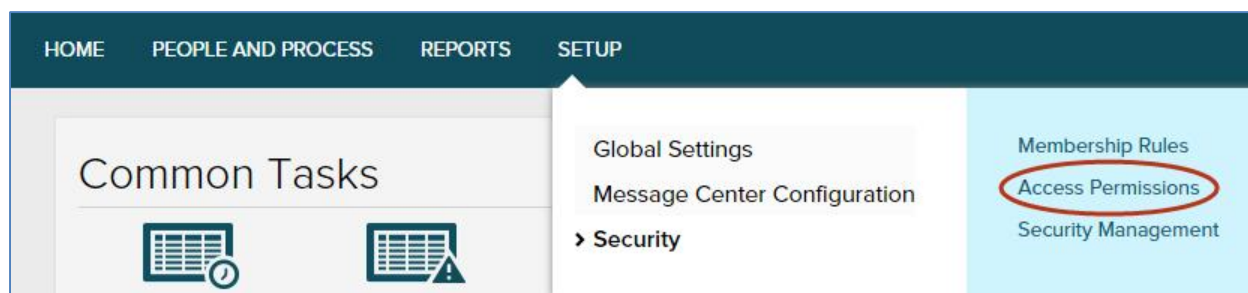 HOME PEOPLE AND PROCESS REPORTS SETUP
Common Tasks
Global Settings
Message Center Configuration
Security
Membership Rules
Access Permissions
Security Management